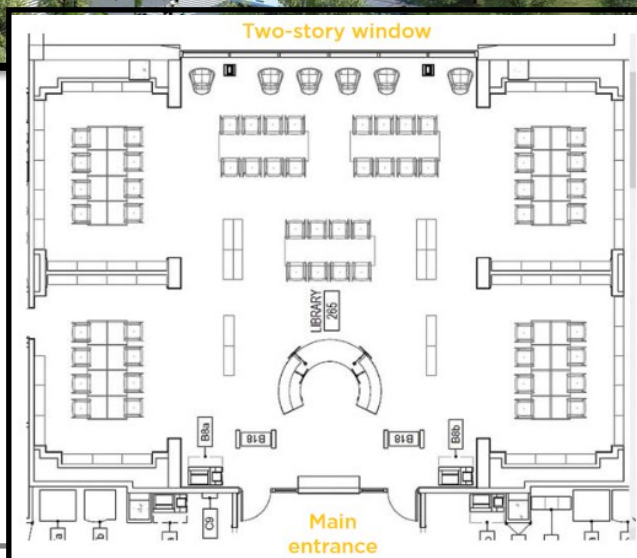 Two-story window
LIBRARY
265
B8a
B18
B18
B8b
C9
Main
entrance